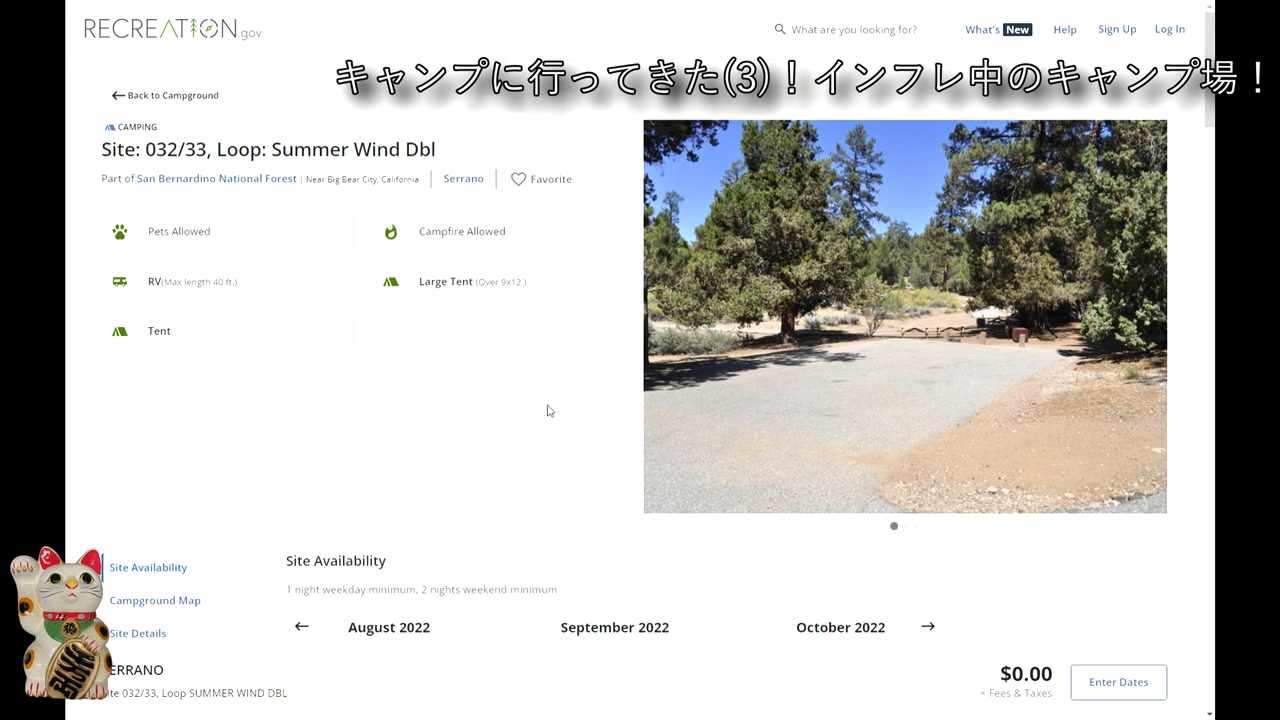 RECREATION.gov
What are you looking for?
What's New
Help
Sign Up
Log In
キャンプに行ってきた(3)！インフレ中のキャンプ場！
Back to Campground
CAMPING
Site: 032/33, Loop: Summer Wind Dbl
Part of San Bernardino National Forest | Near Big Bear City, California
Serrano
Favorite
Pets Allowed
Campfire Allowed
RV(Max length 40 ft.)
Large Tent (Over 9x12`)
Tent
Site Availability
Campground Map
Site Details
Site Availability
1 night weekday minimum, 2 nights weekend minimum
August 2022
September 2022
October 2022
ERRANO
te 032/33, Loop SUMMER WIND DBL
$0.00
+ Fees & Taxes
Enter Dates